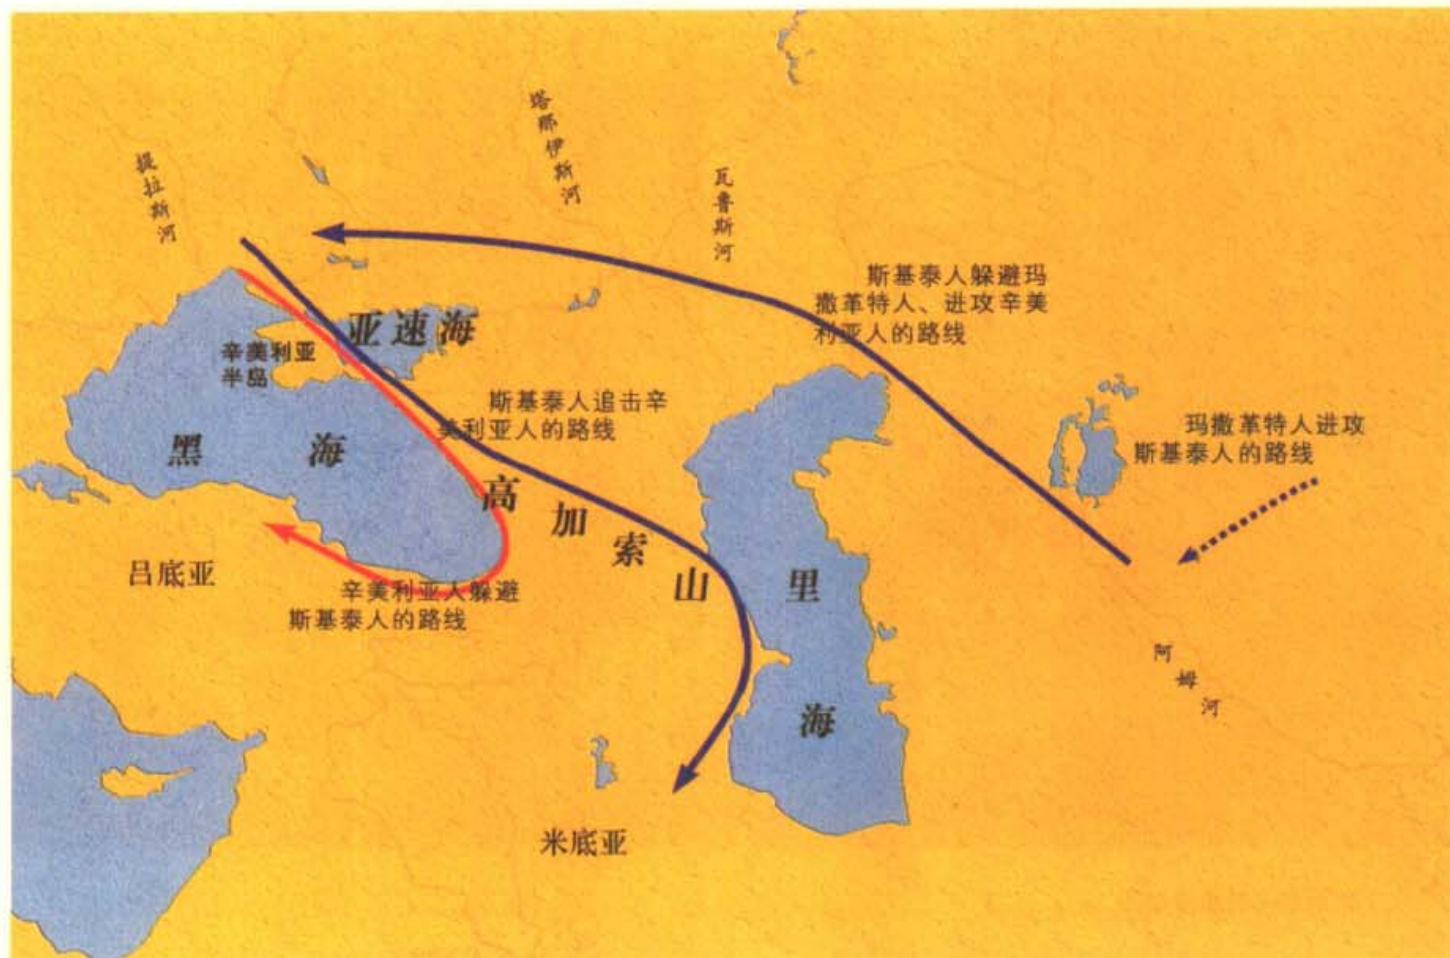 塔那伊斯河
提拉斯河
瓦鲁斯河
斯基泰人躲避玛
撒革特人、进攻辛美
利亚人的路线
亚速海
辛美利亚
半岛
斯基泰人追击辛
美利亚人的路线
玛撒革特人进攻
斯基泰人的路线
黑海
高加索山
吕底亚
辛美利亚人躲避
斯基泰人的路线
里海
阿姆河
米底亚